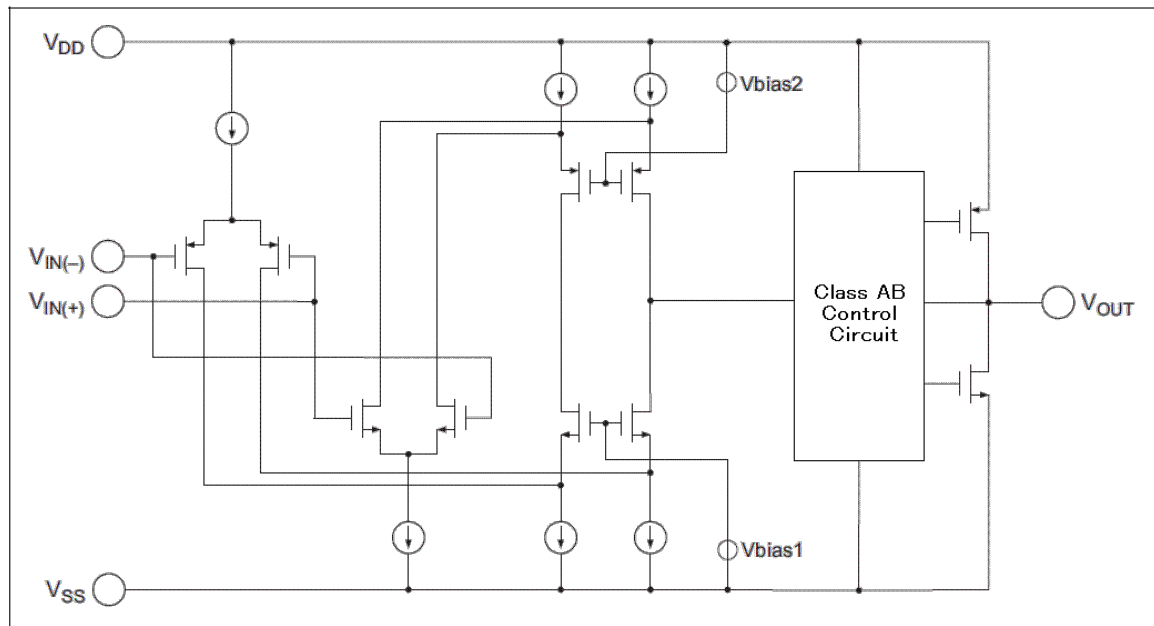 VDD
Vbias2
VIN(–)
VIN(+)
Class AB
Control
Circuit
VOUT
Vbias1
VSS